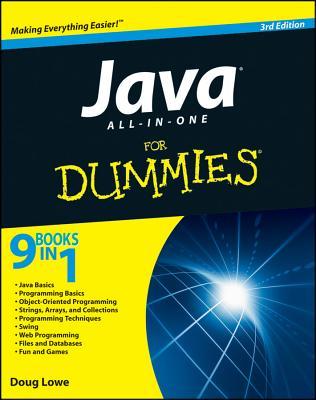 Making Everything Easier!™
3rd Edition
Java®
ALL-IN-ONE
FOR
DUMMIES®
9 BOOKS IN 1
• Java Basics
• Programming Basics
• Object-Oriented Programming
• Strings, Arrays, and Collections
• Programming Techniques
• Swing
• Web Programming
• Files and Databases
• Fun and Games
Doug Lowe